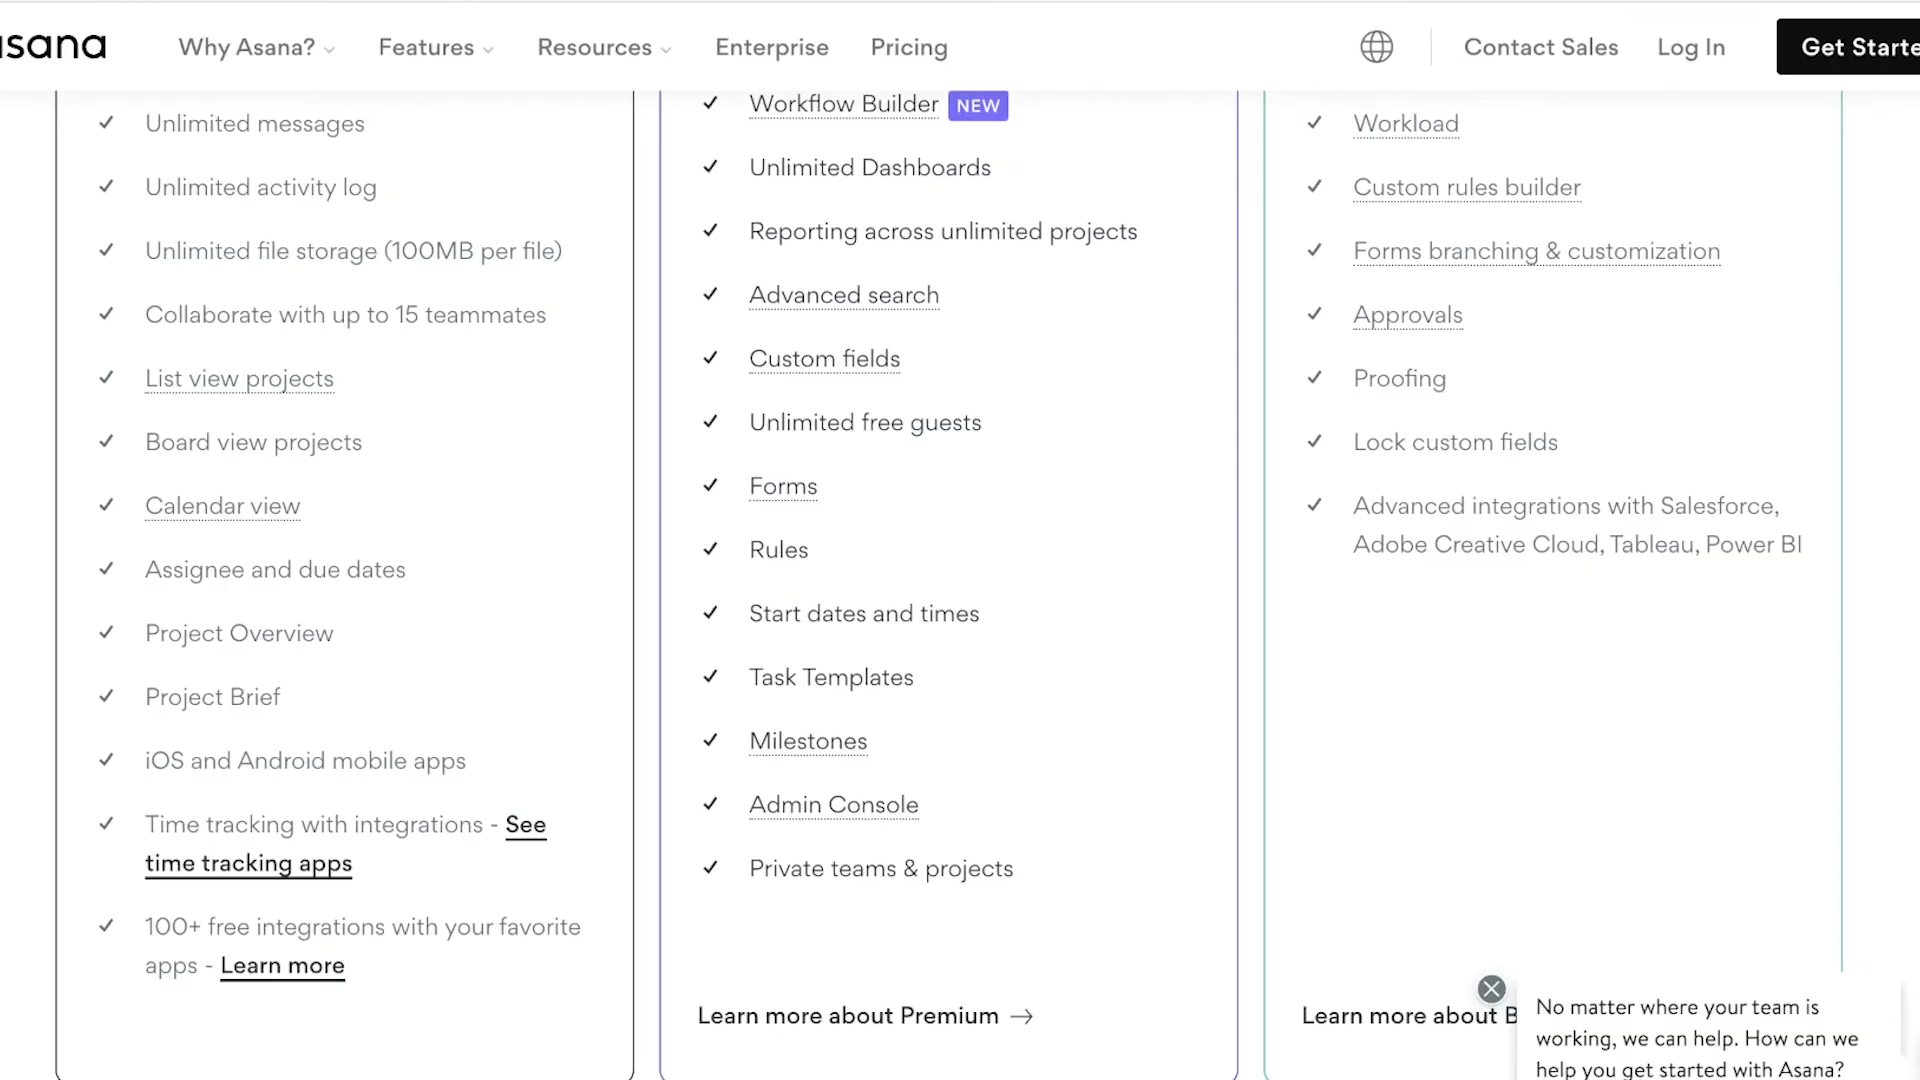 asana
Why Asana?
Features
Resources
Enterprise
Pricing
Contact Sales
Log In
Get Starte
Unlimited messages
Unlimited activity log
Unlimited file storage (100MB per file)
Collaborate with up to 15 teammates
List view projects
Board view projects
Calendar view
Assignee and due dates
Project Overview
Project Brief
iOS and Android mobile apps
Time tracking with integrations - See
time tracking apps
100+ free integrations with your favorite
apps - Learn more
Workflow Builder NEW
Unlimited Dashboards
Reporting across unlimited projects
Advanced search
Custom fields
Unlimited free guests
Forms
Rules
Start dates and times
Task Templates
Milestones
Admin Console
Private teams & projects
Learn more about Premium →
Workload
Custom rules builder
Forms branching & customization
Approvals
Proofing
Lock custom fields
Advanced integrations with Salesforce,
Adobe Creative Cloud, Tableau, Power BI
Learn more about B
No matter where your team is
working, we can help. How can we
help you get started with Asana?